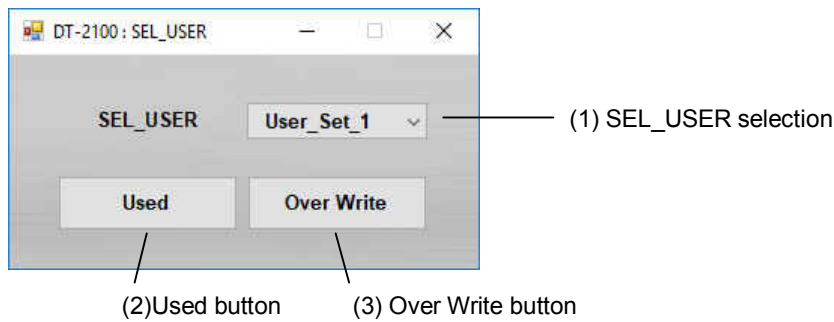 DT-2100 : SEL_USER
SEL_USER
User_Set_1
(1) SEL_USER selection
Used
Over Write
(2)Used button
(3) Over Write button